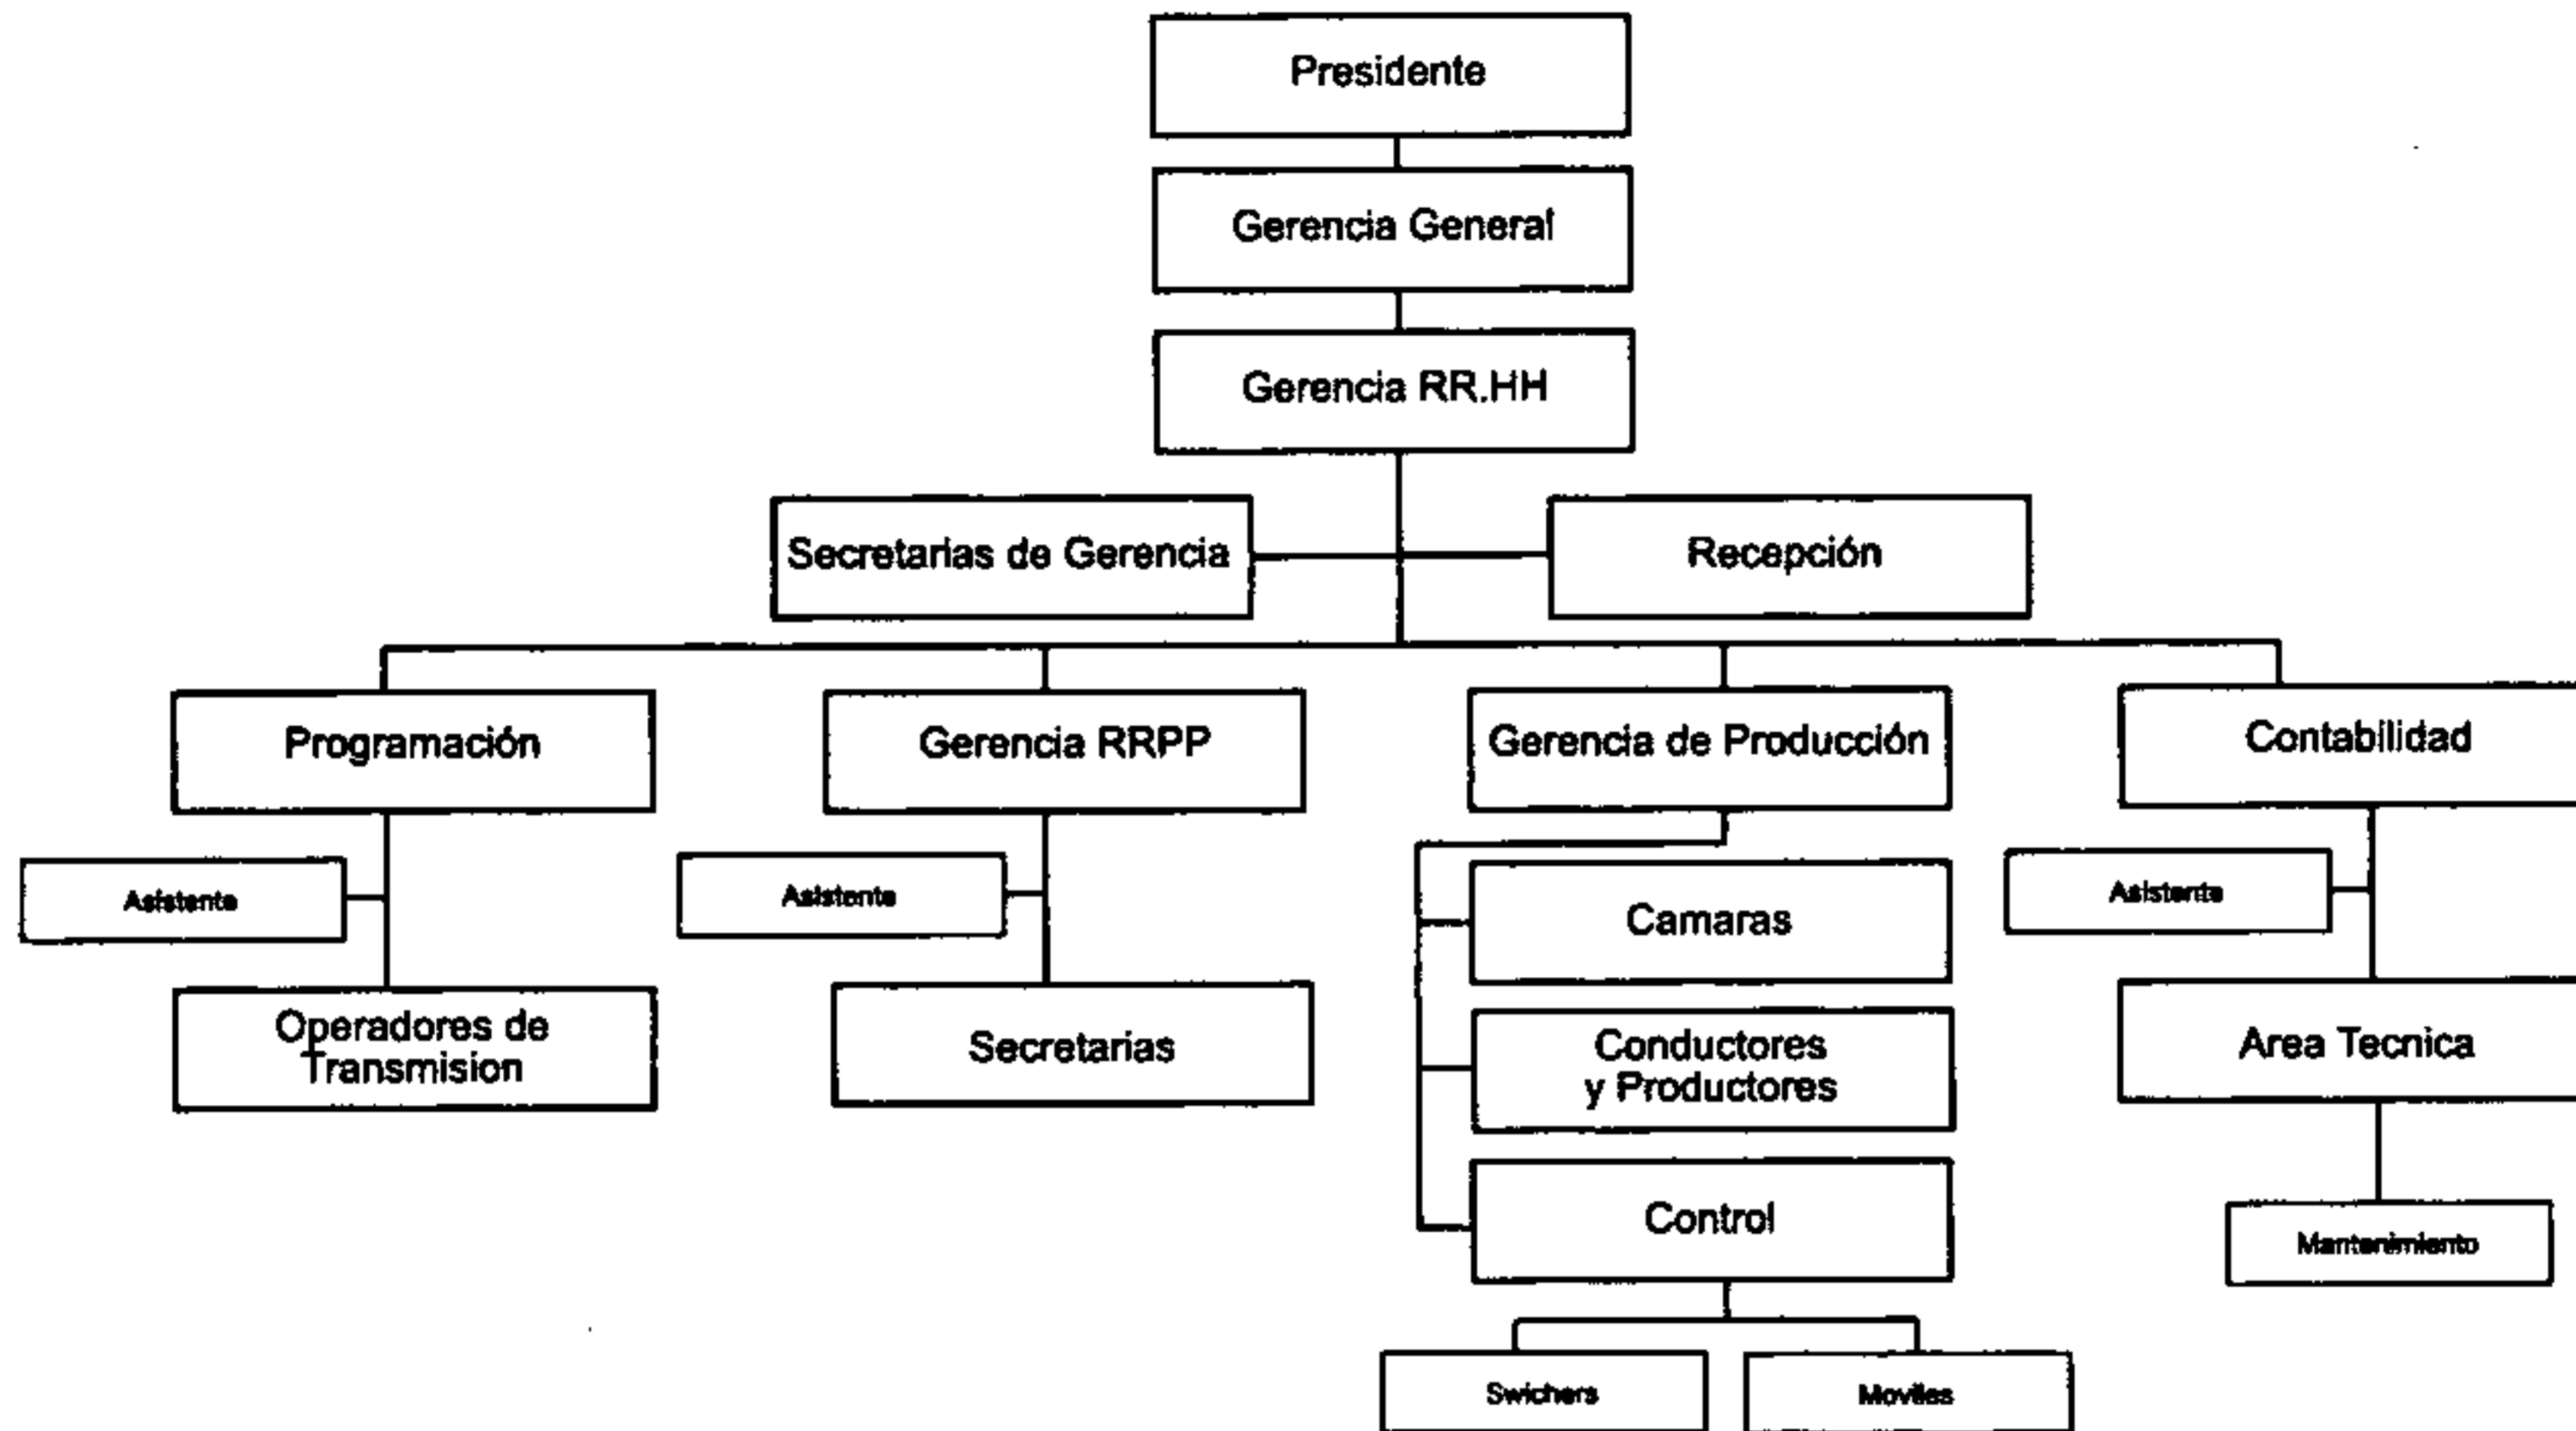 Presidente
Gerencia General
Gerencia RR.HH
Secretarias de Gerencia
Recepción
Programación
Gerencia RRPP
Gerencia de Producción
Contabilidad
Asistente
Asistente
Camaras
Asistente
Operadores de
Transmision
Secretarias
Conductores
y Productores
Area Tecnica
Control
Mantenimiento
Swichers
Moviles